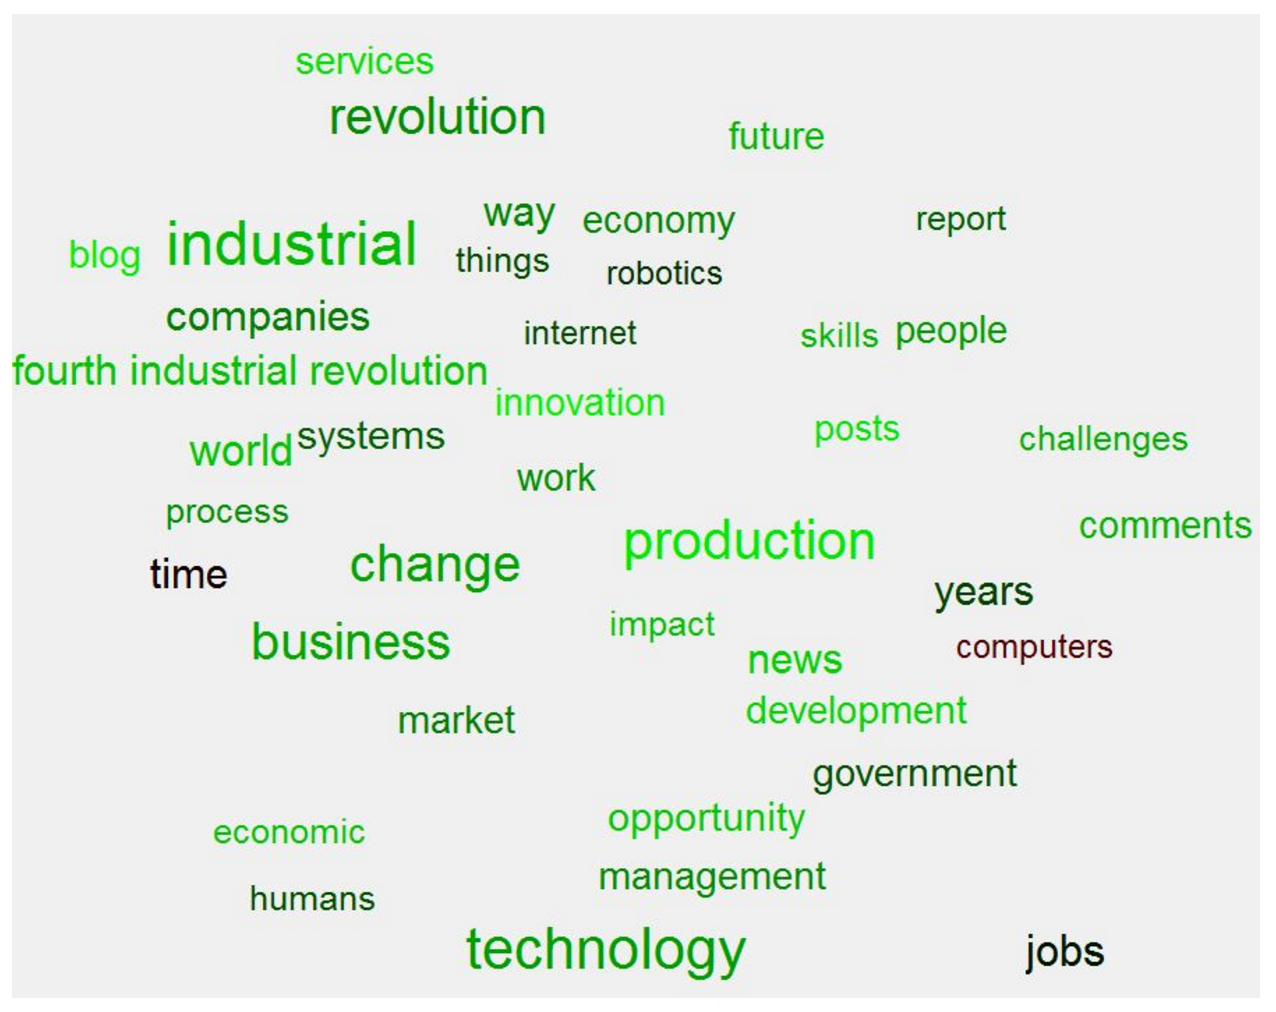 services
revolution
future
way
economy
report
blog
industrial
things
robotics
companies
internet
skills
people
fourth industrial revolution
innovation
posts
challenges
world
systems
work
process
production
comments
time
change
years
business
impact
news
computers
market
development
government
economic
opportunity
humans
management
technology
jobs